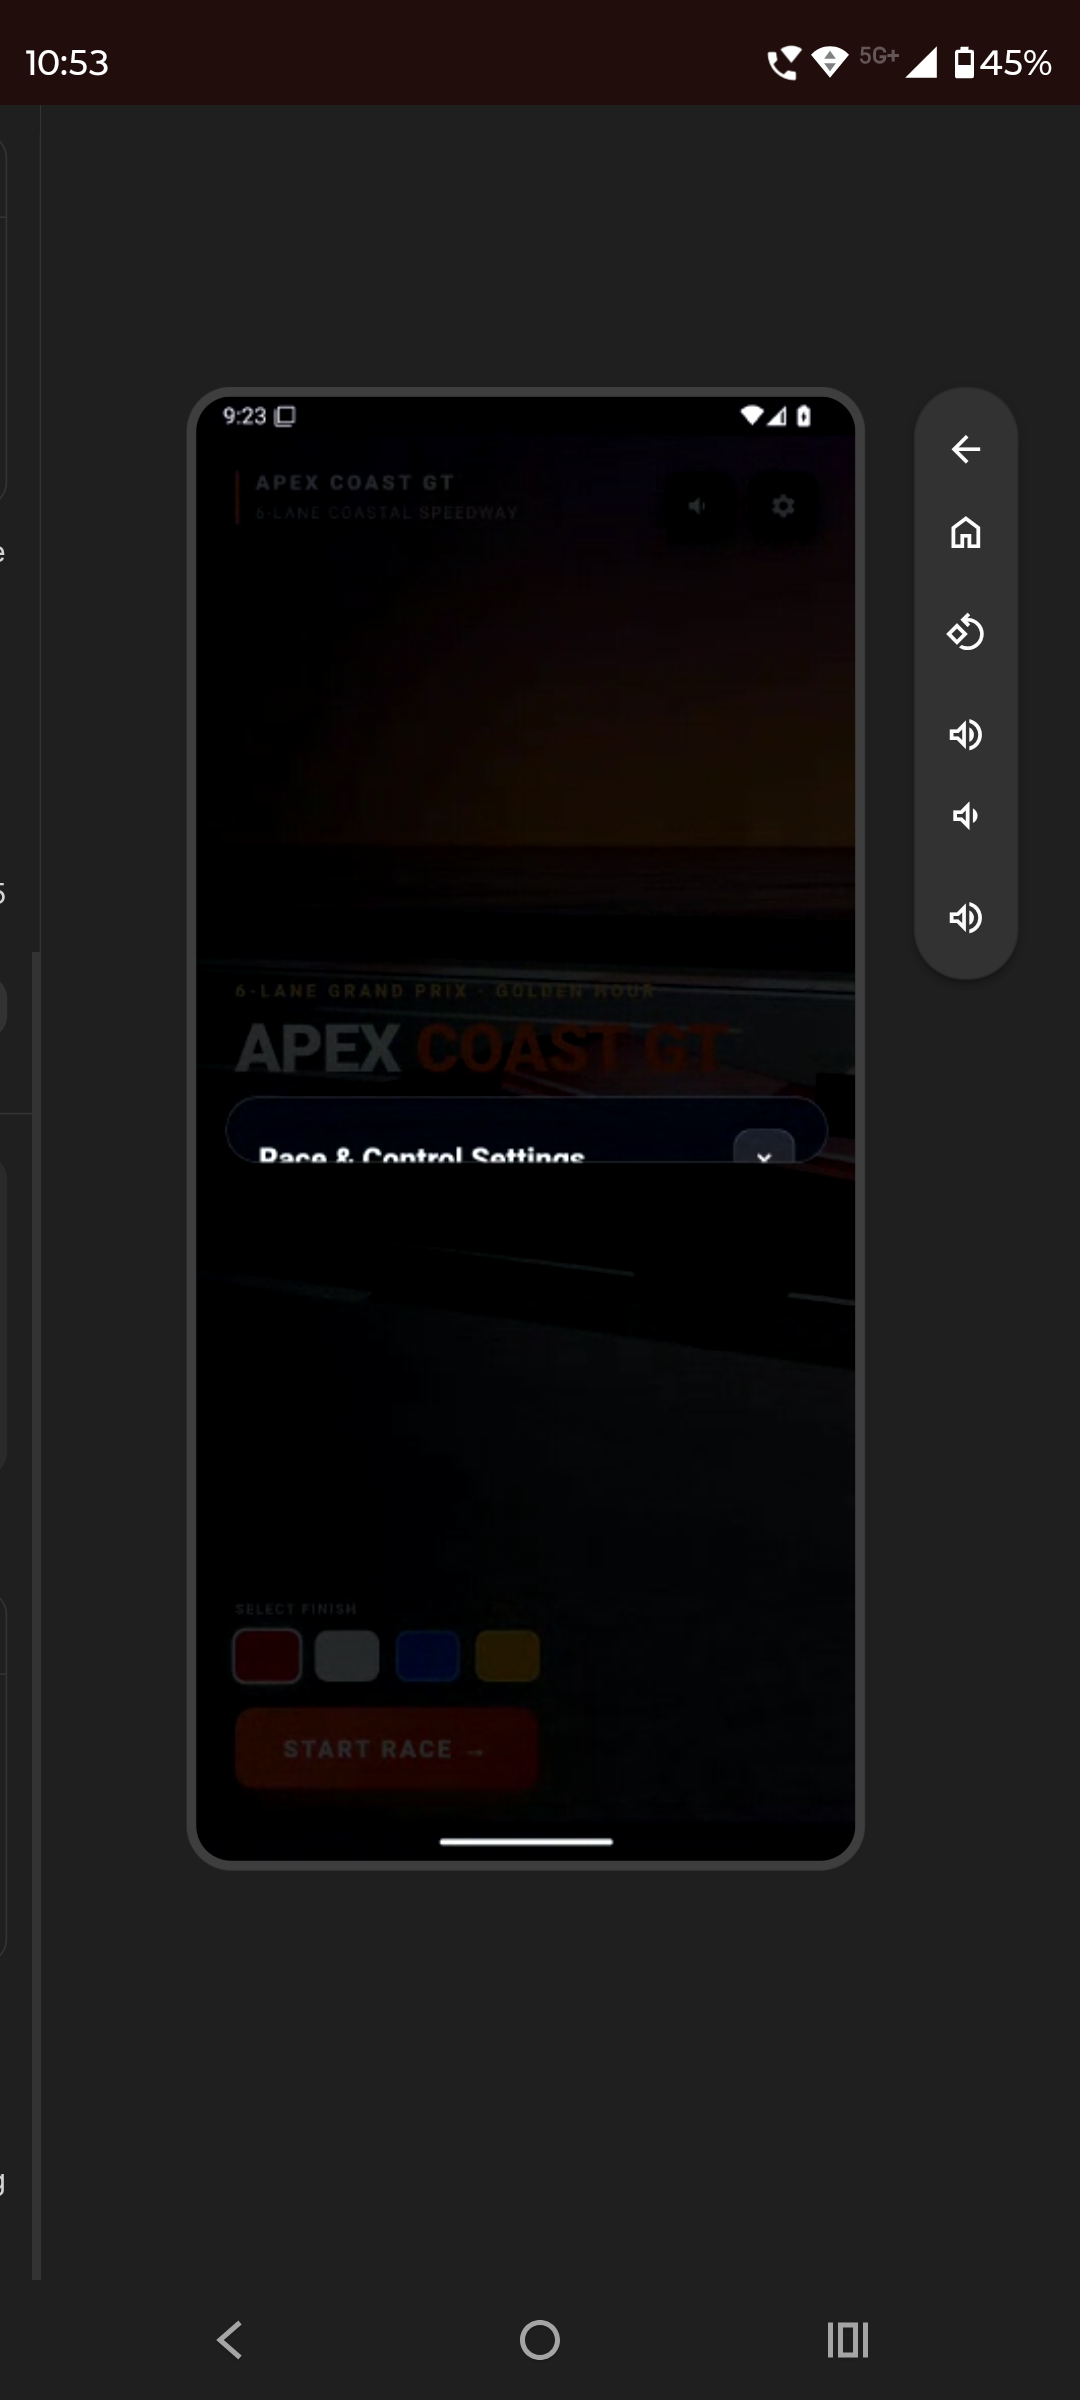 10:53
5G+
45%
9:23
APEX COAST GT
6-LANE COASTAL SPEEDWAY
e
5
6-LANE GRAND PRIX · GOLDEN HOUR
APEX COAST GT
Race & Control Settings
SELECT FINISH
START RACE →
g